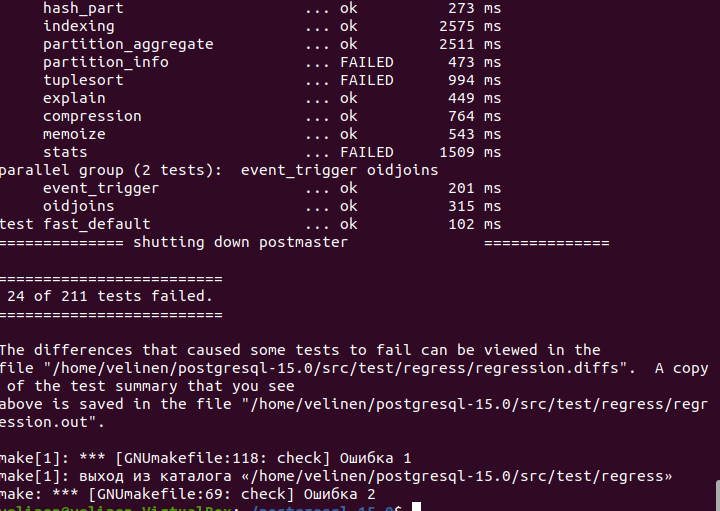 hash_part ... ok 273 ms
indexing ... ok 2575 ms
partition_aggregate ... ok 2511 ms
partition_info ... FAILED 473 ms
tuplesort ... FAILED 994 ms
explain ... ok 449 ms
compression ... ok 764 ms
memoize ... ok 543 ms
stats ... FAILED 1509 ms
parallel group (2 tests):  event_trigger oidjoins
event_trigger ... ok 201 ms
oidjoins ... ok 315 ms
test fast_default ... ok 102 ms
============== shutting down postmaster ==============
=========================
24 of 211 tests failed.
=========================
The differences that caused some tests to fail can be viewed in the
file "/home/velinen/postgresql-15.0/src/test/regress/regression.diffs".  A copy
of the test summary that you see
above is saved in the file "/home/velinen/postgresql-15.0/src/test/regress/regr
ession.out".
make[1]: *** [GNUmakefile:118: check] Ошибка 1
make[1]: выход из каталога «/home/velinen/postgresql-15.0/src/test/regress»
make: *** [GNUmakefile:69: check] Ошибка 2
velinen@velinen-VirtualBox:~/postgresql-15.0$